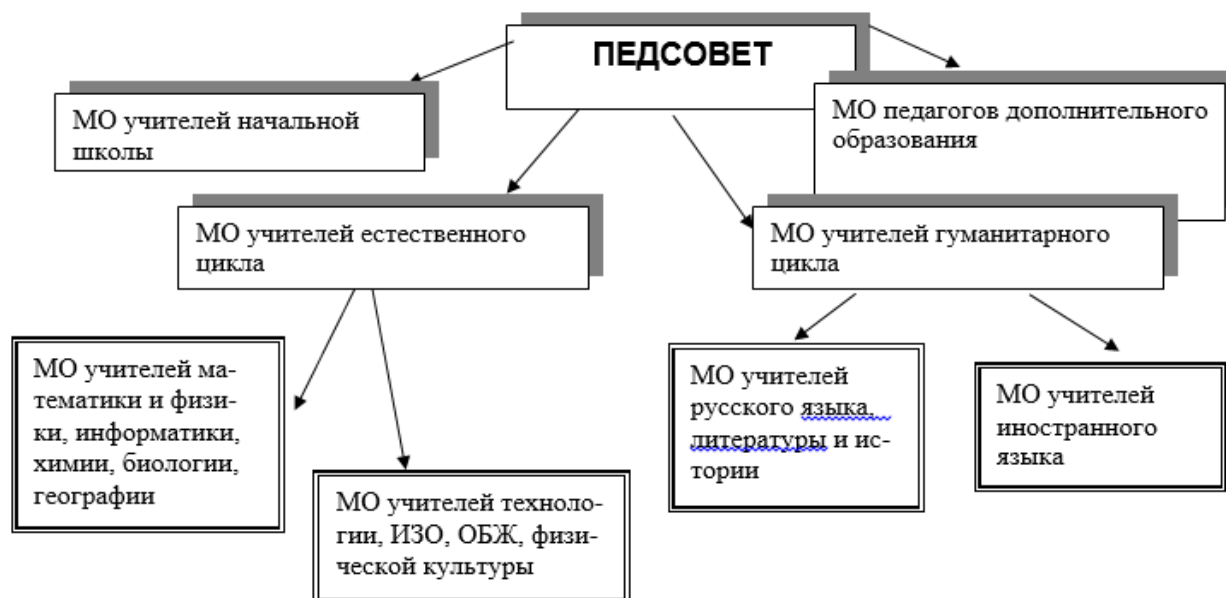 ПЕДСОВЕТ
МО учителей начальной
школы
МО педагогов дополнительного
образования
МО учителей естественного
цикла
МО учителей гуманитарного
цикла
МО учителей ма-
тематики и физи-
ки, информатики,
химии, биологии,
географии
МО учителей техноло-
гии, ИЗО, ОБЖ, физи-
ческой культуры
МО учителей
русского языка,
литературы и ис-
тории
МО учителей
иностранного
языка